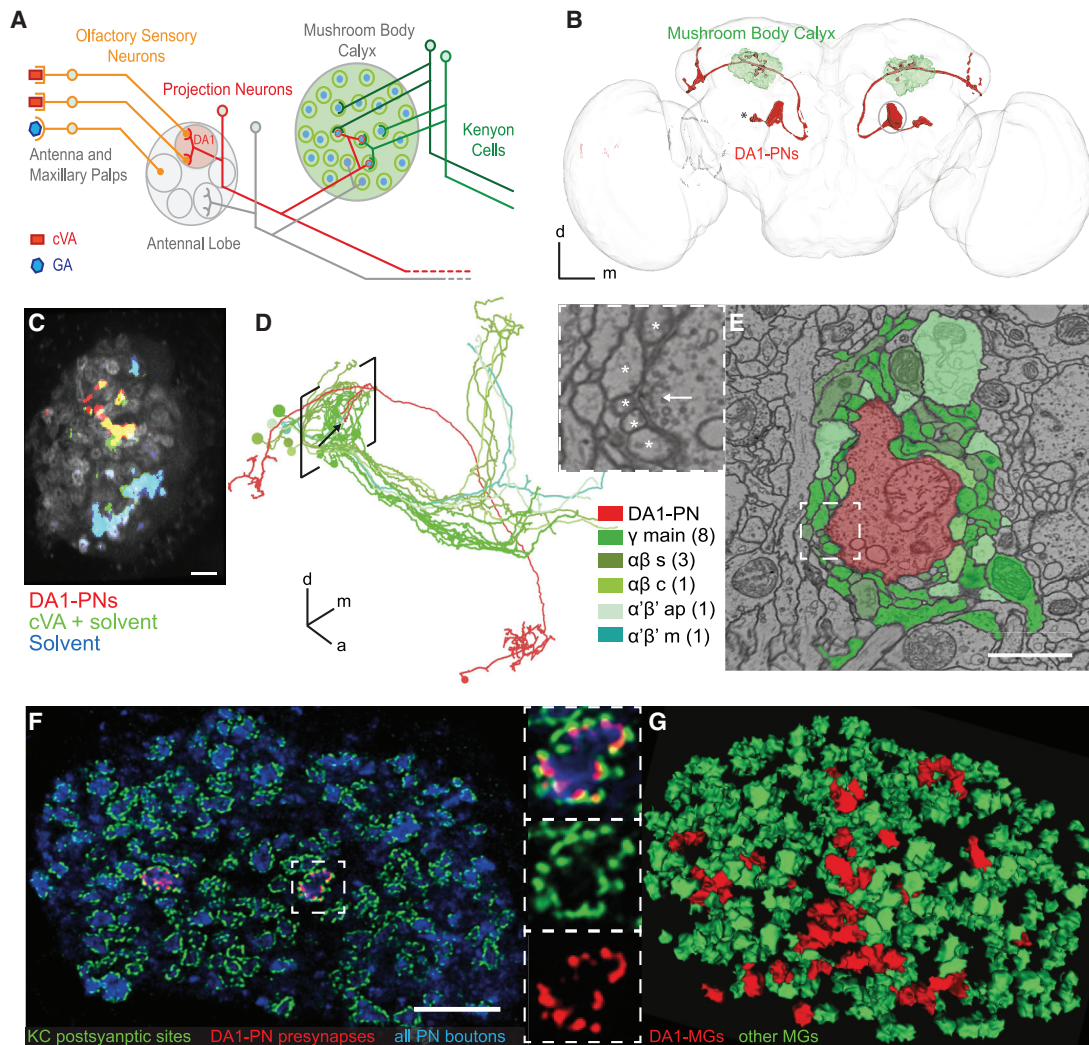 A
Olfactory Sensory
Neurons
Mushroom Body
Calyx
Projection Neurons
DA1
Kenyon
Cells
Antenna and
Maxillary Palps
Antennal Lobe
cVA
GA
B
Mushroom Body Calyx
*
DA1-PNs
d
m
C
DA1-PNs
cVA + solvent
Solvent
D
d
m
a
* * * * *
DA1-PN
γ main (8)
αβ s (3)
αβ c (1)
α'β' ap (1)
α'β' m (1)
E
F
KC postsyanptic sites DA1-PN presynapses all PN boutons
G
DA1-MGs other MGs